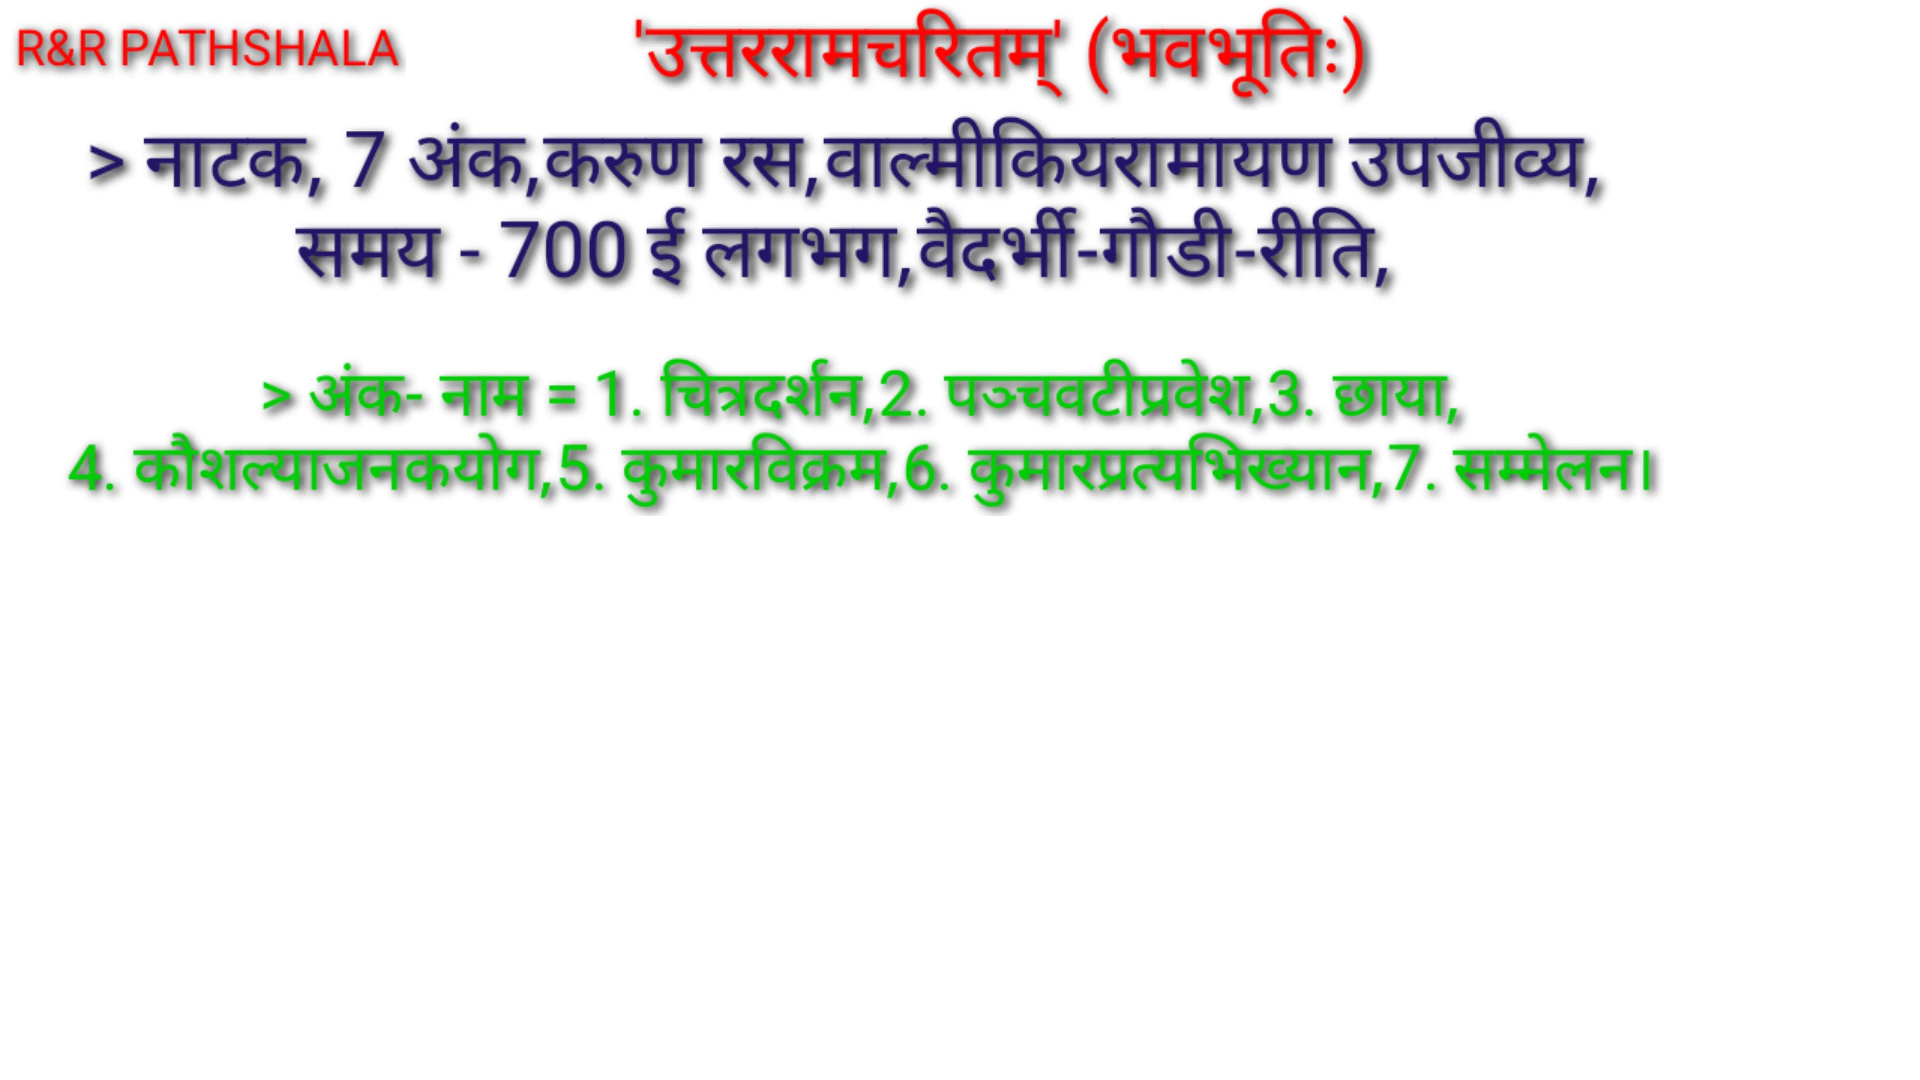 R&R PATHSHALA
'उत्तररामचरितम्' (भवभूतिः)
> नाटक, 7 अंक,करुण रस,वाल्मीकियरामायण उपजीव्य,
समय - 700 ई लगभग,वैदर्भी-गौडी-रीति,
> अंक- नाम = 1. चित्रदर्शन,2. पञ्चवटीप्रवेश,3. छाया,
4. कौशल्याजनकयोग,5. कुमारविक्रम,6. कुमारप्रत्यभिख्यान,7. सम्मेलन।